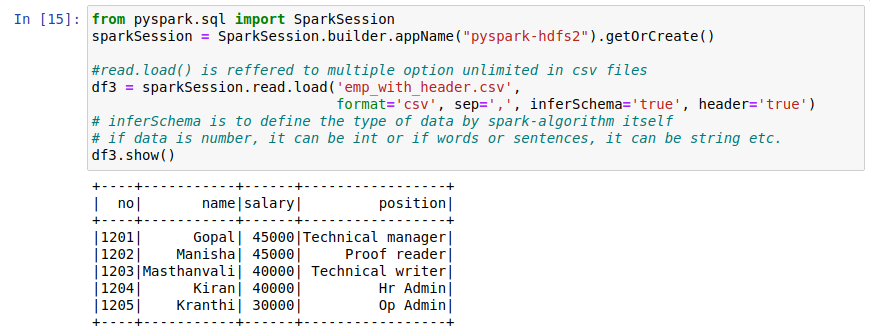 In [15]: from pyspark.sql import SparkSession
sparkSession = SparkSession.builder.appName("pyspark-hdfs2").getOrCreate()
#read.load() is reffered to multiple option unlimited in csv files
df3 = sparkSession.read.load('emp_with_header.csv',
                             format='csv', sep=',', inferSchema='true', header='true')
# inferSchema is to define the type of data by spark-algorithm itself
# if data is number, it can be int or if words or sentences, it can be string etc.
df3.show()
+----+-----------+------+-----------------+
|  no|       name|salary|         position|
+----+-----------+------+-----------------+
|1201|      Gopal| 45000|Technical manager|
|1202|    Manisha| 45000|     Proof reader|
|1203|Masthanvali| 40000| Technical writer|
|1204|      Kiran| 40000|         Hr Admin|
|1205|    Kranthi| 30000|         Op Admin|
+----+-----------+------+-----------------+